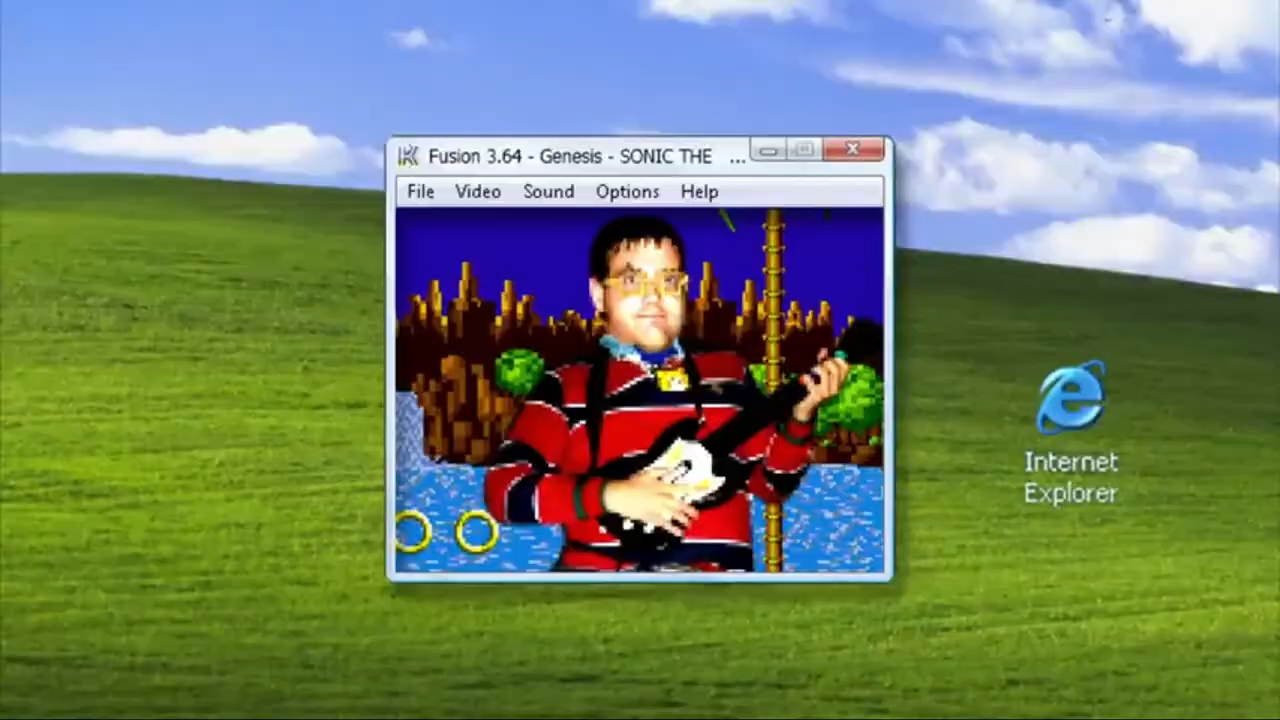 Fusion 3.64 - Genesis - SONIC THE ...
File Video Sound Options Help
Internet
Explorer